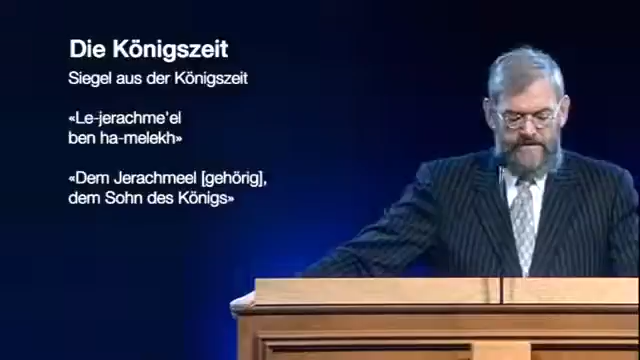 Die Königszeit
Siegel aus der Königszeit
«Le-jerachme'el
ben ha-melekh»
«Dem Jerachmeel [gehörig],
dem Sohn des Königs»